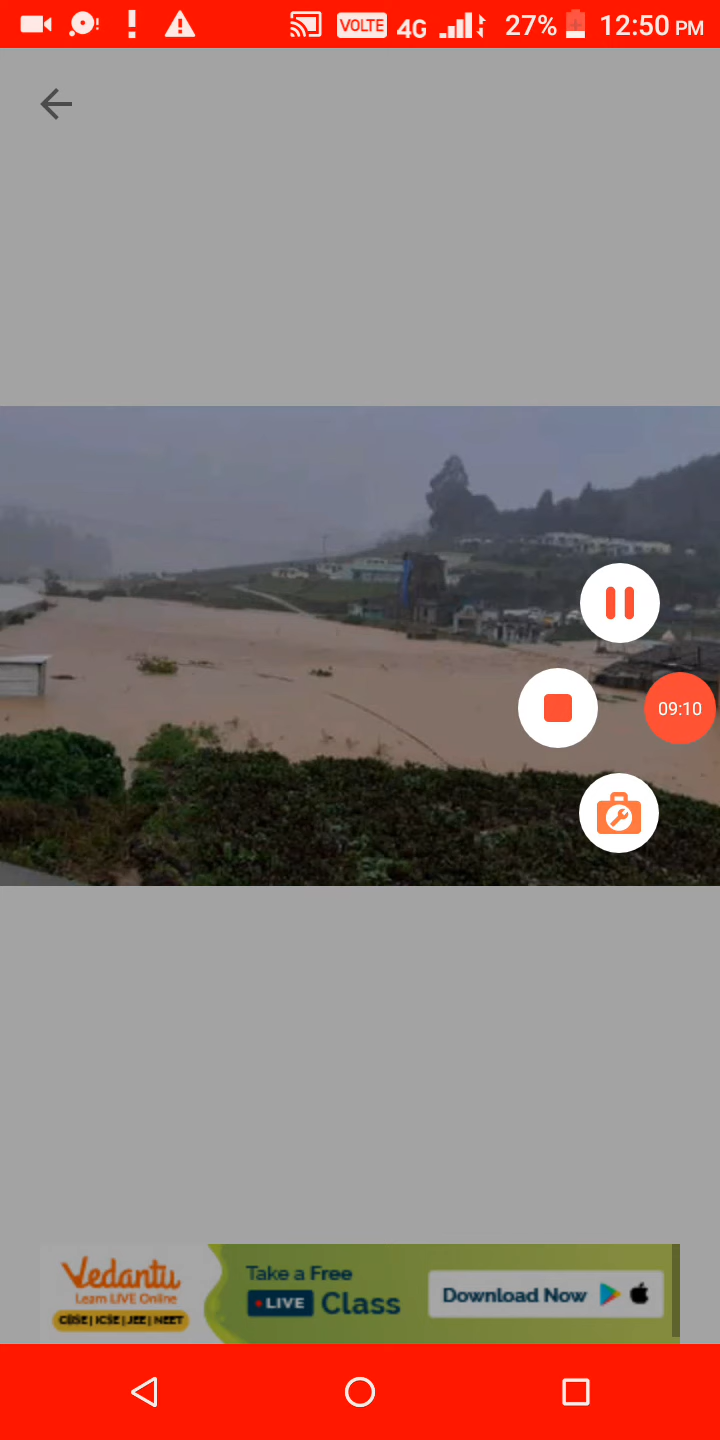 VOLTE 4G 27% 12:50 PM
09:10
Vedantu
Learn LIVE Online
CBSE | ICSE | JEE | NEET
Take a Free
LIVE Class
Download Now